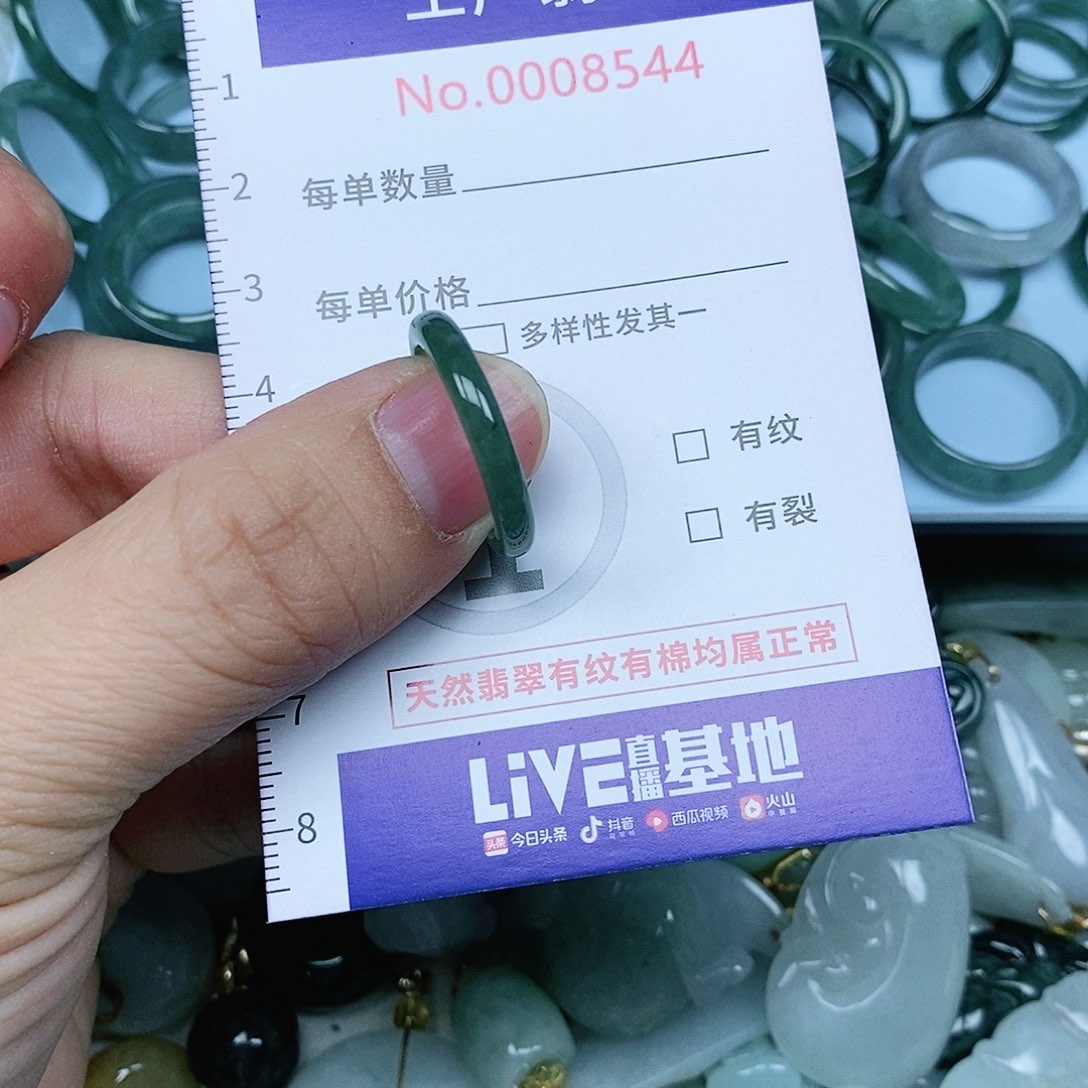 No.0008544
1
每单数量
2
每单价格
3
多样性发其一
4
有纹
有裂
天然翡翠有纹有棉均属正常
7
LiVE直播基地
8
头条 今日头条 抖音 西瓜视频 火山